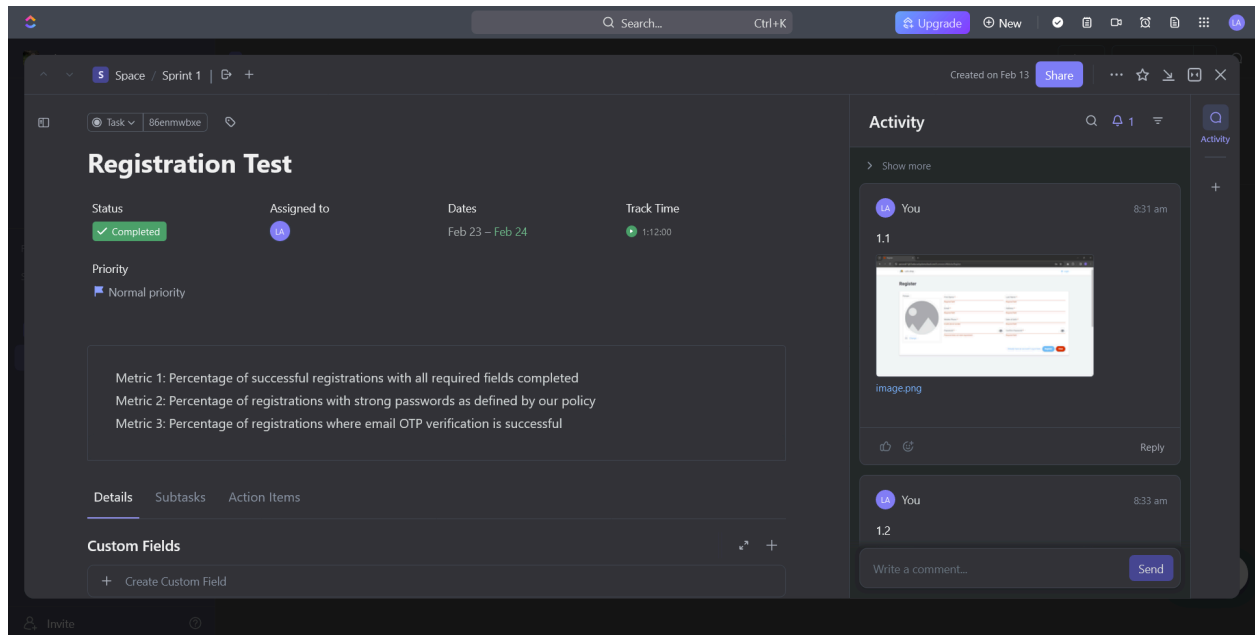 Search...
Ctrl+K
Upgrade
New
LA
S Space / Sprint 1
Created on Feb 13
Share
Task
86enmwbxe
Registration Test
Status
Assigned to
Dates
Track Time
Completed
LA
Feb 23 – Feb 24
1:12:00
Priority
Normal priority
Metric 1: Percentage of successful registrations with all required fields completed
Metric 2: Percentage of registrations with strong passwords as defined by our policy
Metric 3: Percentage of registrations where email OTP verification is successful
Details
Subtasks
Action Items
Custom Fields
Create Custom Field
Activity
1
Show more
LA You
8:31 am
1.1
Register
image.png
Reply
LA You
8:33 am
1.2
Write a comment...
Send
Activity
Invite